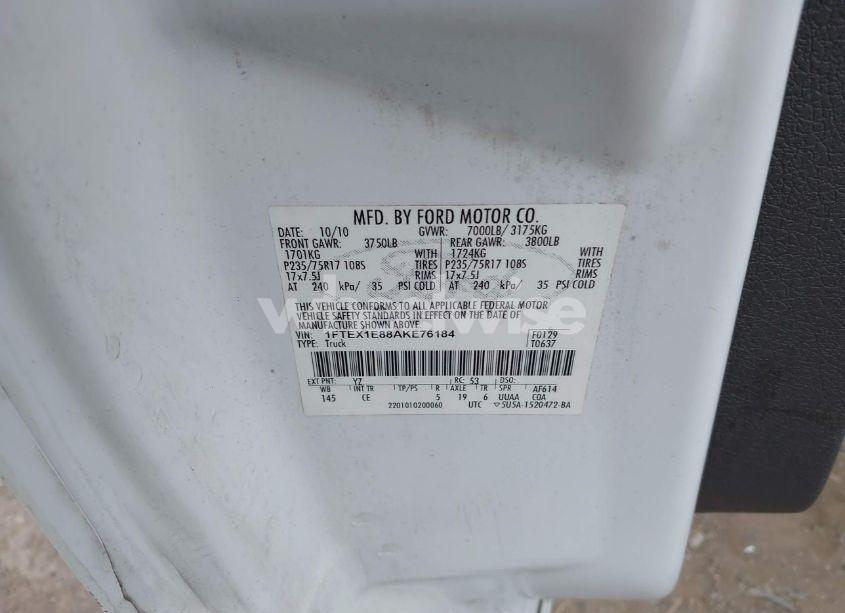 MFD. BY FORD MOTOR CO.
DATE: 10/10 GVWR: 7000LB/ 3175KG
FRONT GAWR: 3750LB REAR GAWR: 3800LB
1701KG WITH 1724KG WITH
P235/75R17 108S TIRES P235/75R17 108S TIRES
17x7.5J RIMS 17x7.5J RIMS
AT 240 kPa/ 35 PSI COLD AT 240 kPa/ 35 PSI COLD
THIS VEHICLE CONFORMS TO ALL APPLICABLE FEDERAL MOTOR
VEHICLE SAFETY STANDARDS IN EFFECT ON THE DATE OF
MANUFACTURE SHOWN ABOVE.
VIN: 1FTEX1E88AKE76184 F0129
TYPE: Truck T0637
EXT PNT: Y7 RC: 53 DSO:
WB INT TR TP/PS R AXLE TR SPR AF614
145 CE 5 19 6 UUAA COA
2201010200060 UTC ▽5U5A-1520472-BA